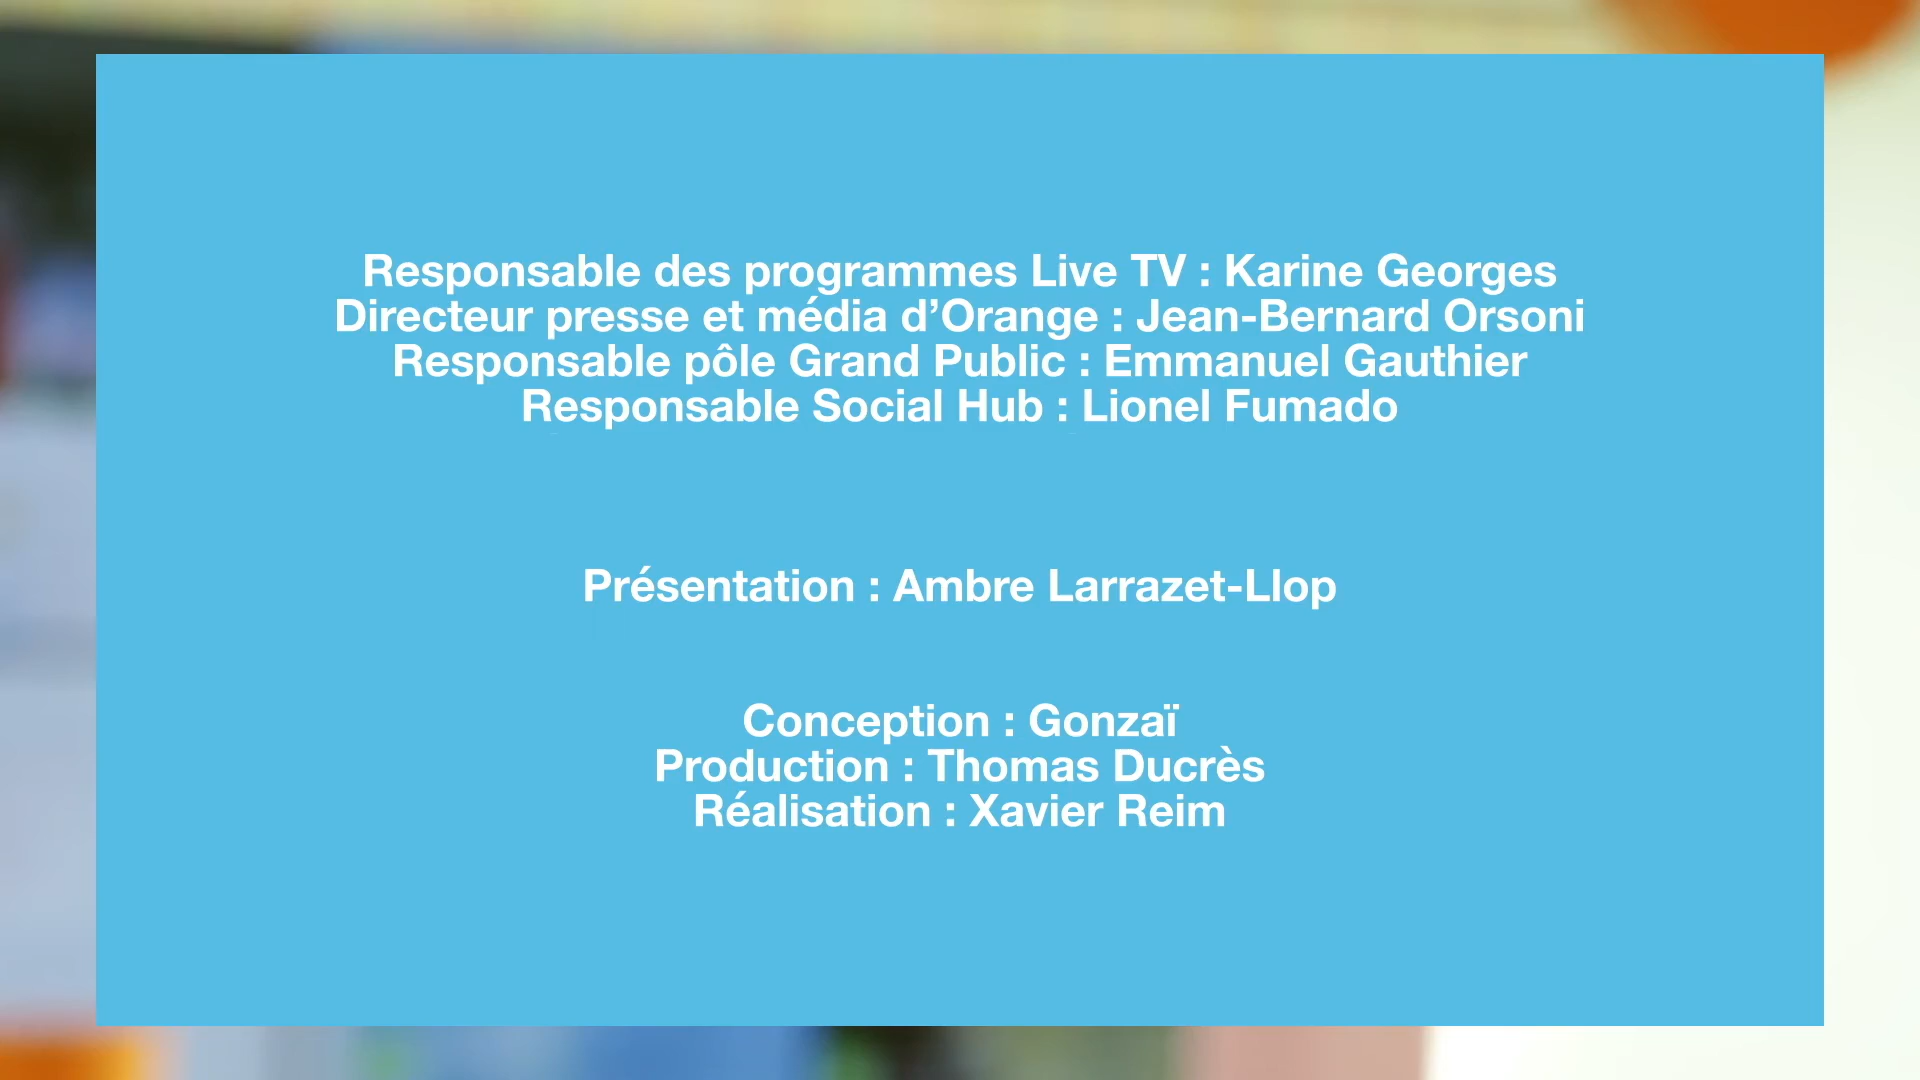 Responsable des programmes Live TV : Karine Georges
Directeur presse et média d’Orange : Jean-Bernard Orsoni
Responsable pôle Grand Public : Emmanuel Gauthier
Responsable Social Hub : Lionel Fumado
Présentation : Ambre Larrazet-Llop
Conception : Gonzaï
Production : Thomas Ducrès
Réalisation : Xavier Reim